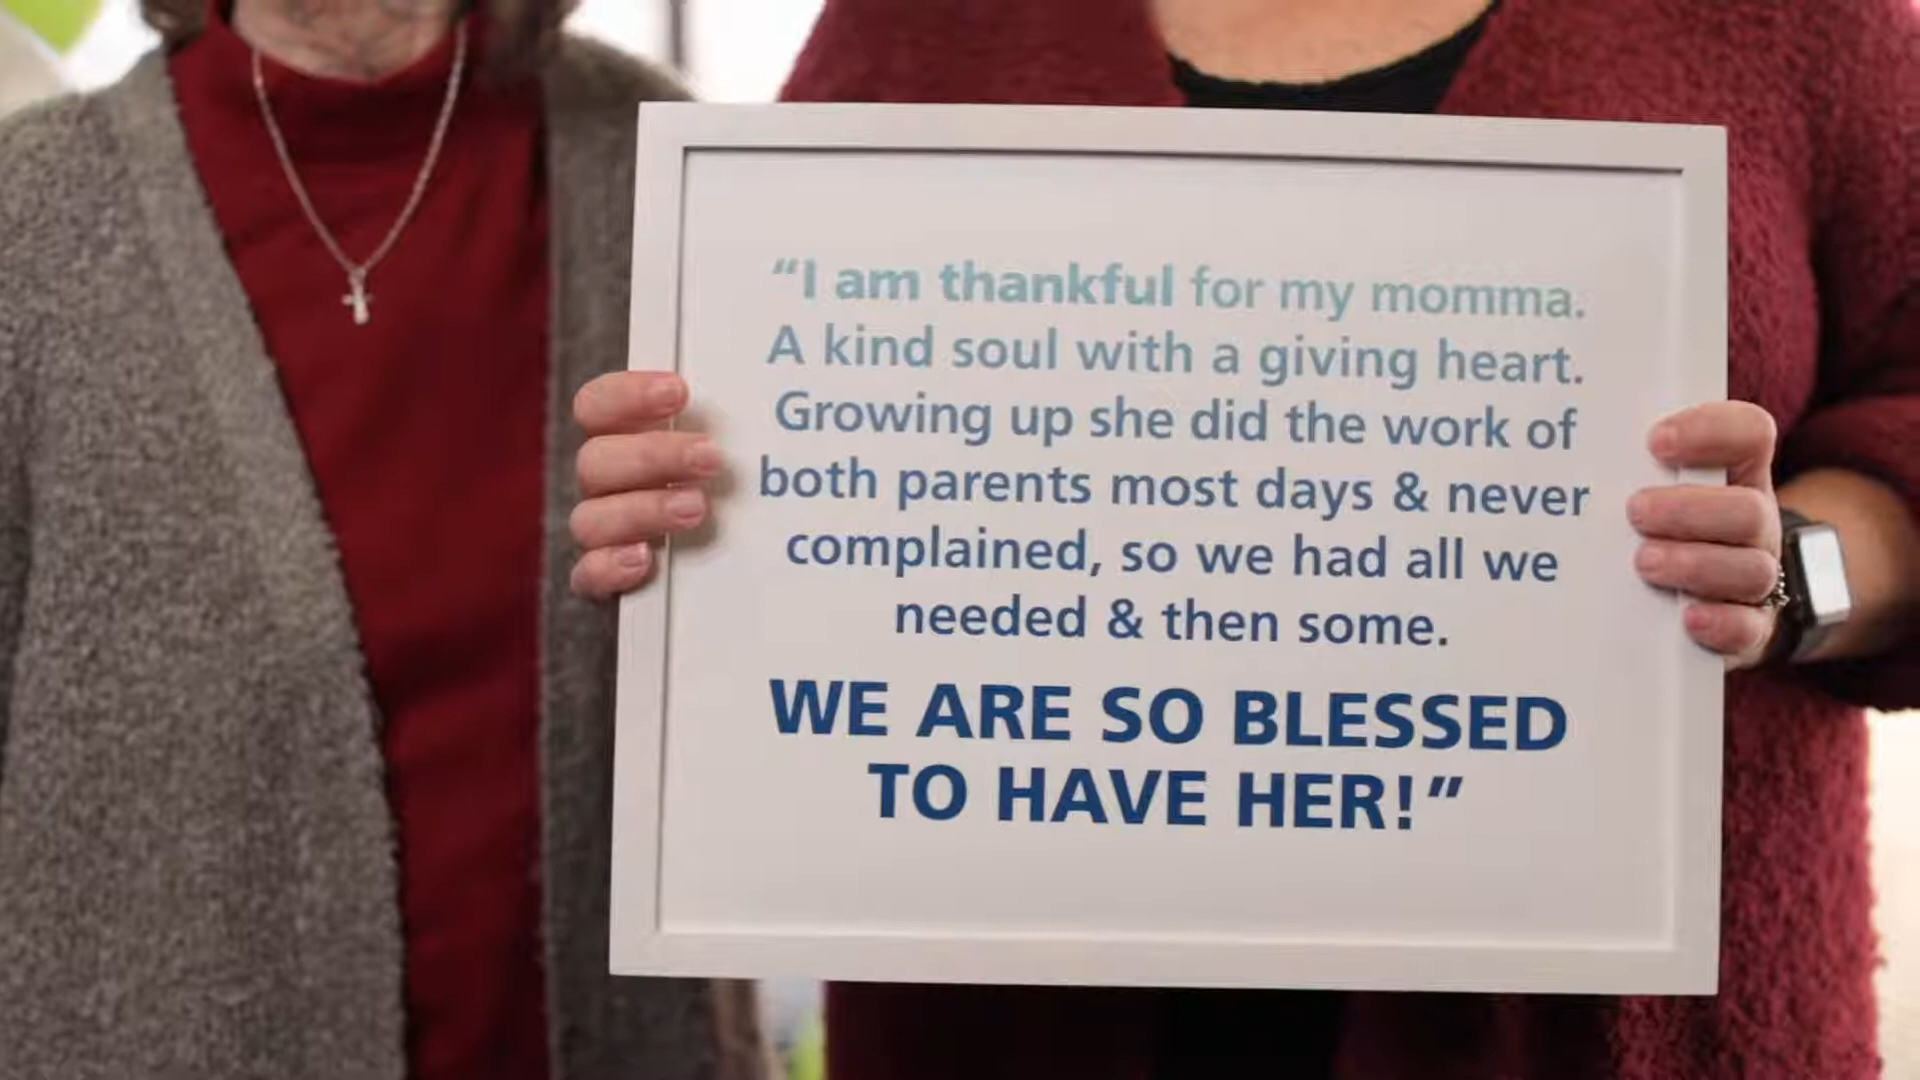 “I am thankful for my momma.
A kind soul with a giving heart.
Growing up she did the work of
both parents most days & never
complained, so we had all we
needed & then some.
WE ARE SO BLESSED
TO HAVE HER!”